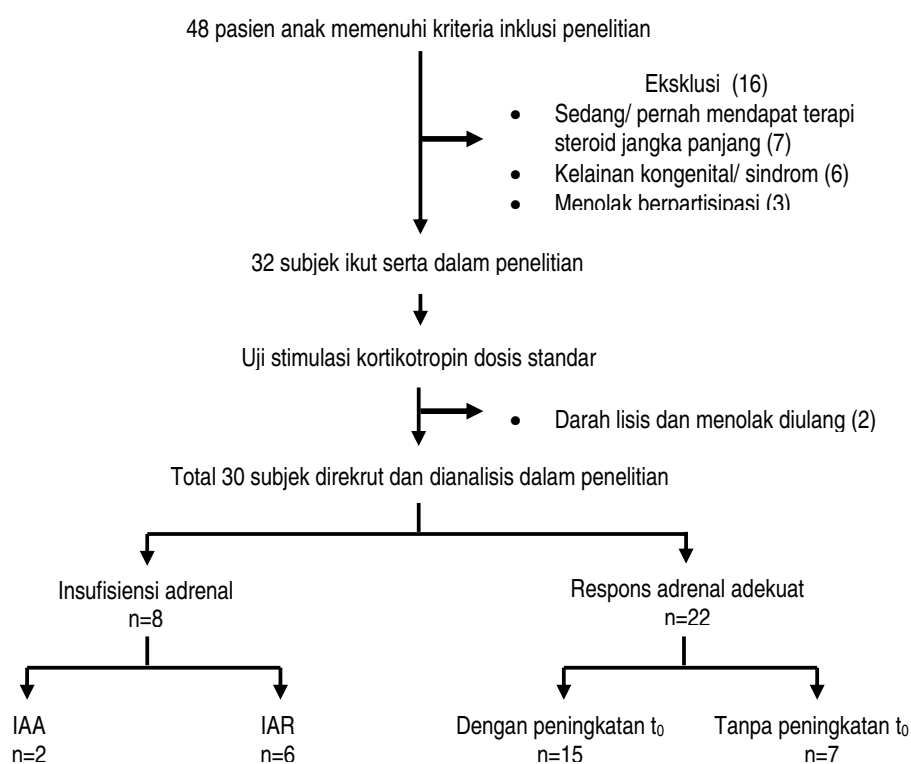 48 pasien anak memenuhi kriteria inklusi penelitian
Eksklusi (16)
• Sedang/ pernah mendapat terapi
steroid jangka panjang (7)
• Kelainan kongenital/ sindrom (6)
• Menolak berpartisipasi (3)
32 subjek ikut serta dalam penelitian
Uji stimulasi kortikotropin dosis standar
• Darah lisis dan menolak diulang (2)
Total 30 subjek direkrut dan dianalisis dalam penelitian
Insufisiensi adrenal
n=8
Respons adrenal adekuat
n=22
IAA
n=2
IAR
n=6
Dengan peningkatan t₀
n=15
Tanpa peningkatan t₀
n=7